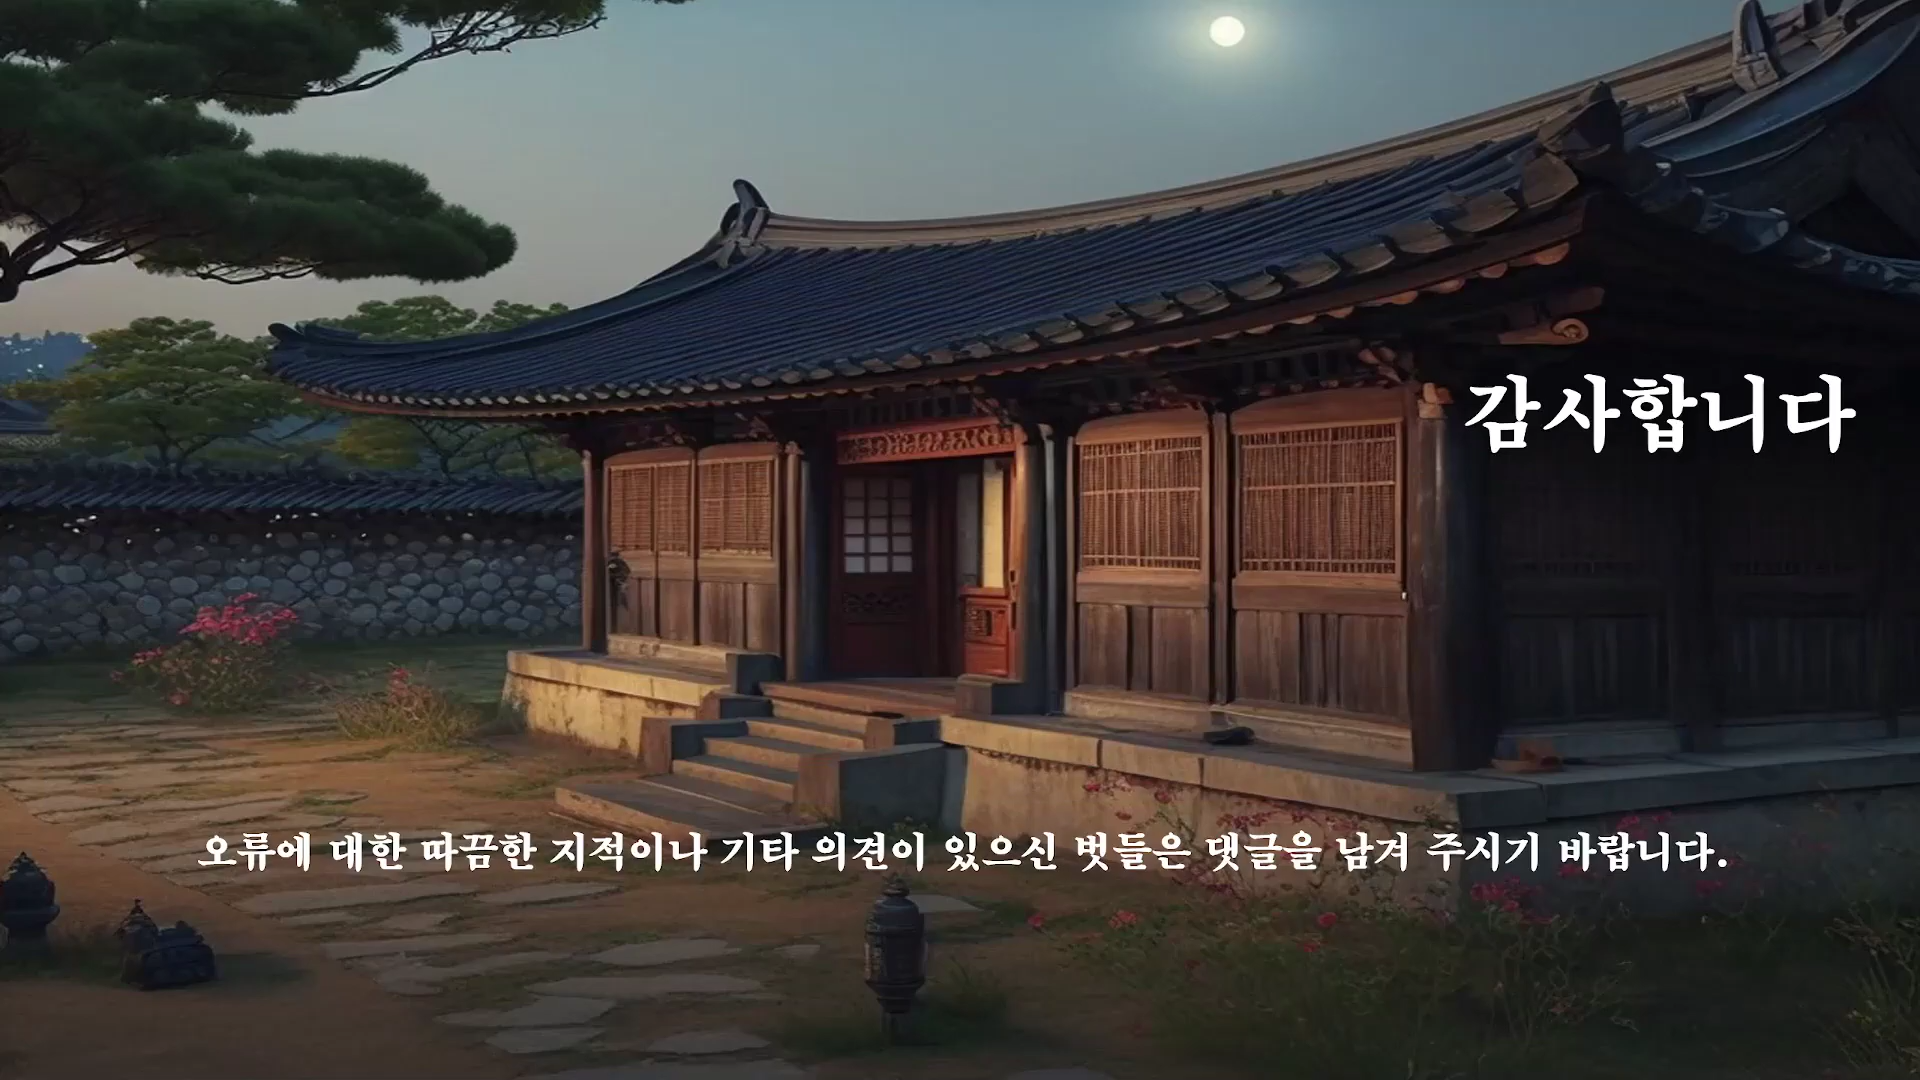 감사합니다
오류에 대한 따끔한 지적이나 기타 의견이 있으신 벗들은 댓글을 남겨 주시기 바랍니다.